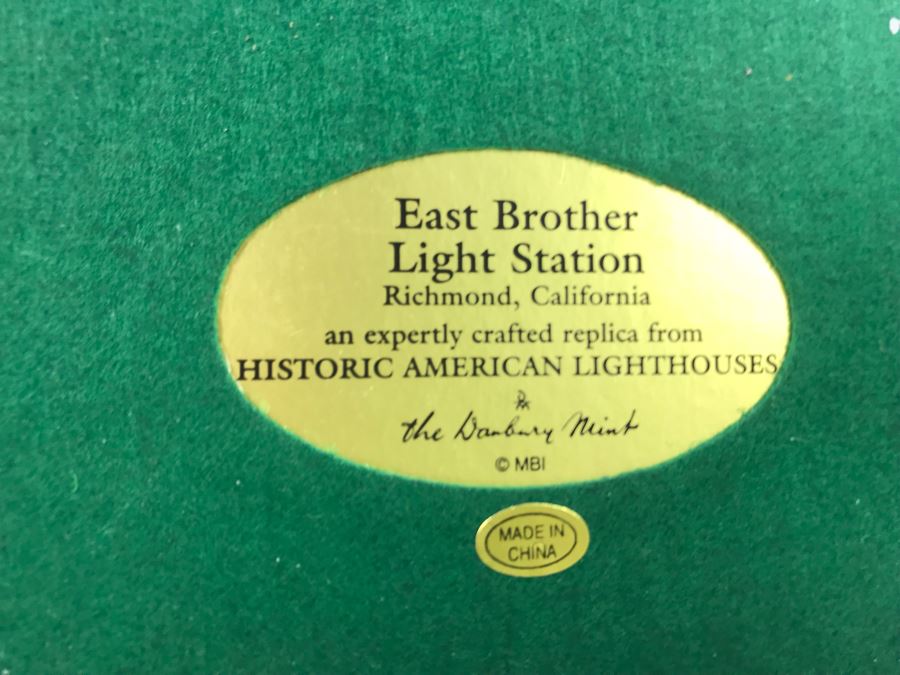 East Brother
Light Station
Richmond, California
an expertly crafted replica from
HISTORIC AMERICAN LIGHTHOUSES
the Danbury Mint
© MBI
MADE IN
CHINA